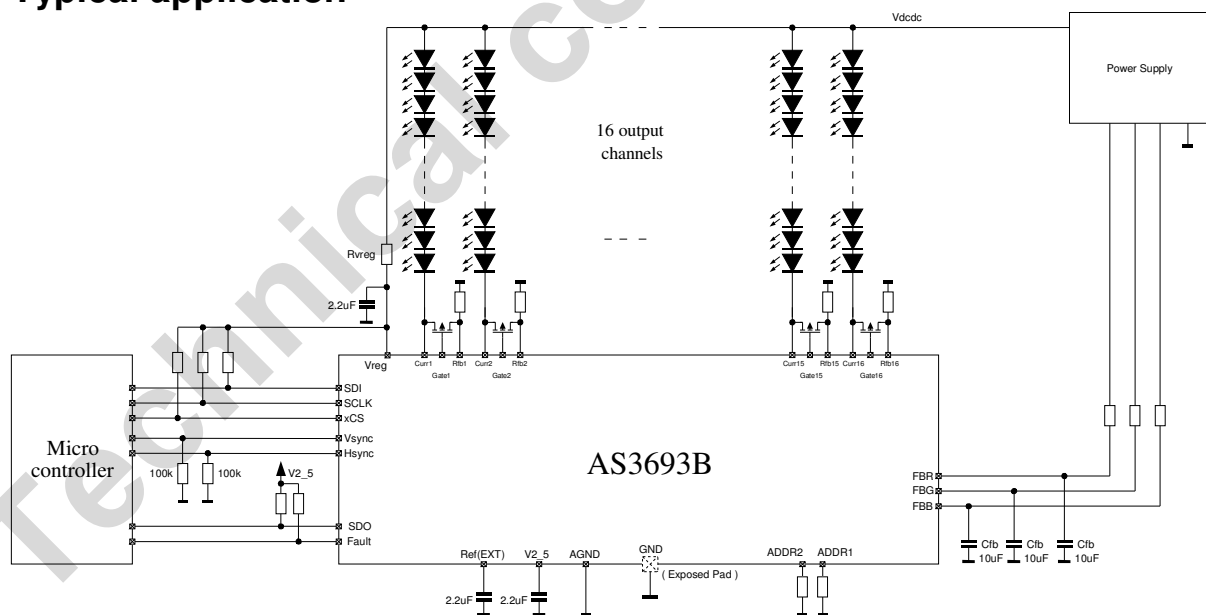 Typical application
Technical co
Vdcdc
Power Supply
16 output
channels
Rvreg
2.2uF
Vreg
Curr1
Rfb1
Curr2
Rfb2
Curr15
Rfb15
Curr16
Rfb16
Gate1
Gate2
Gate15
Gate16
SDI
SCLK
xCS
Vsync
Hsync
Micro
controller
100k
100k
V2_5
AS3693B
FBR
FBG
FBB
SDO
Fault
Cfb
10uF
Cfb
10uF
Cfb
10uF
Ref(EXT)
V2_5
AGND
GND
( Exposed Pad )
ADDR2
ADDR1
2.2uF
2.2uF